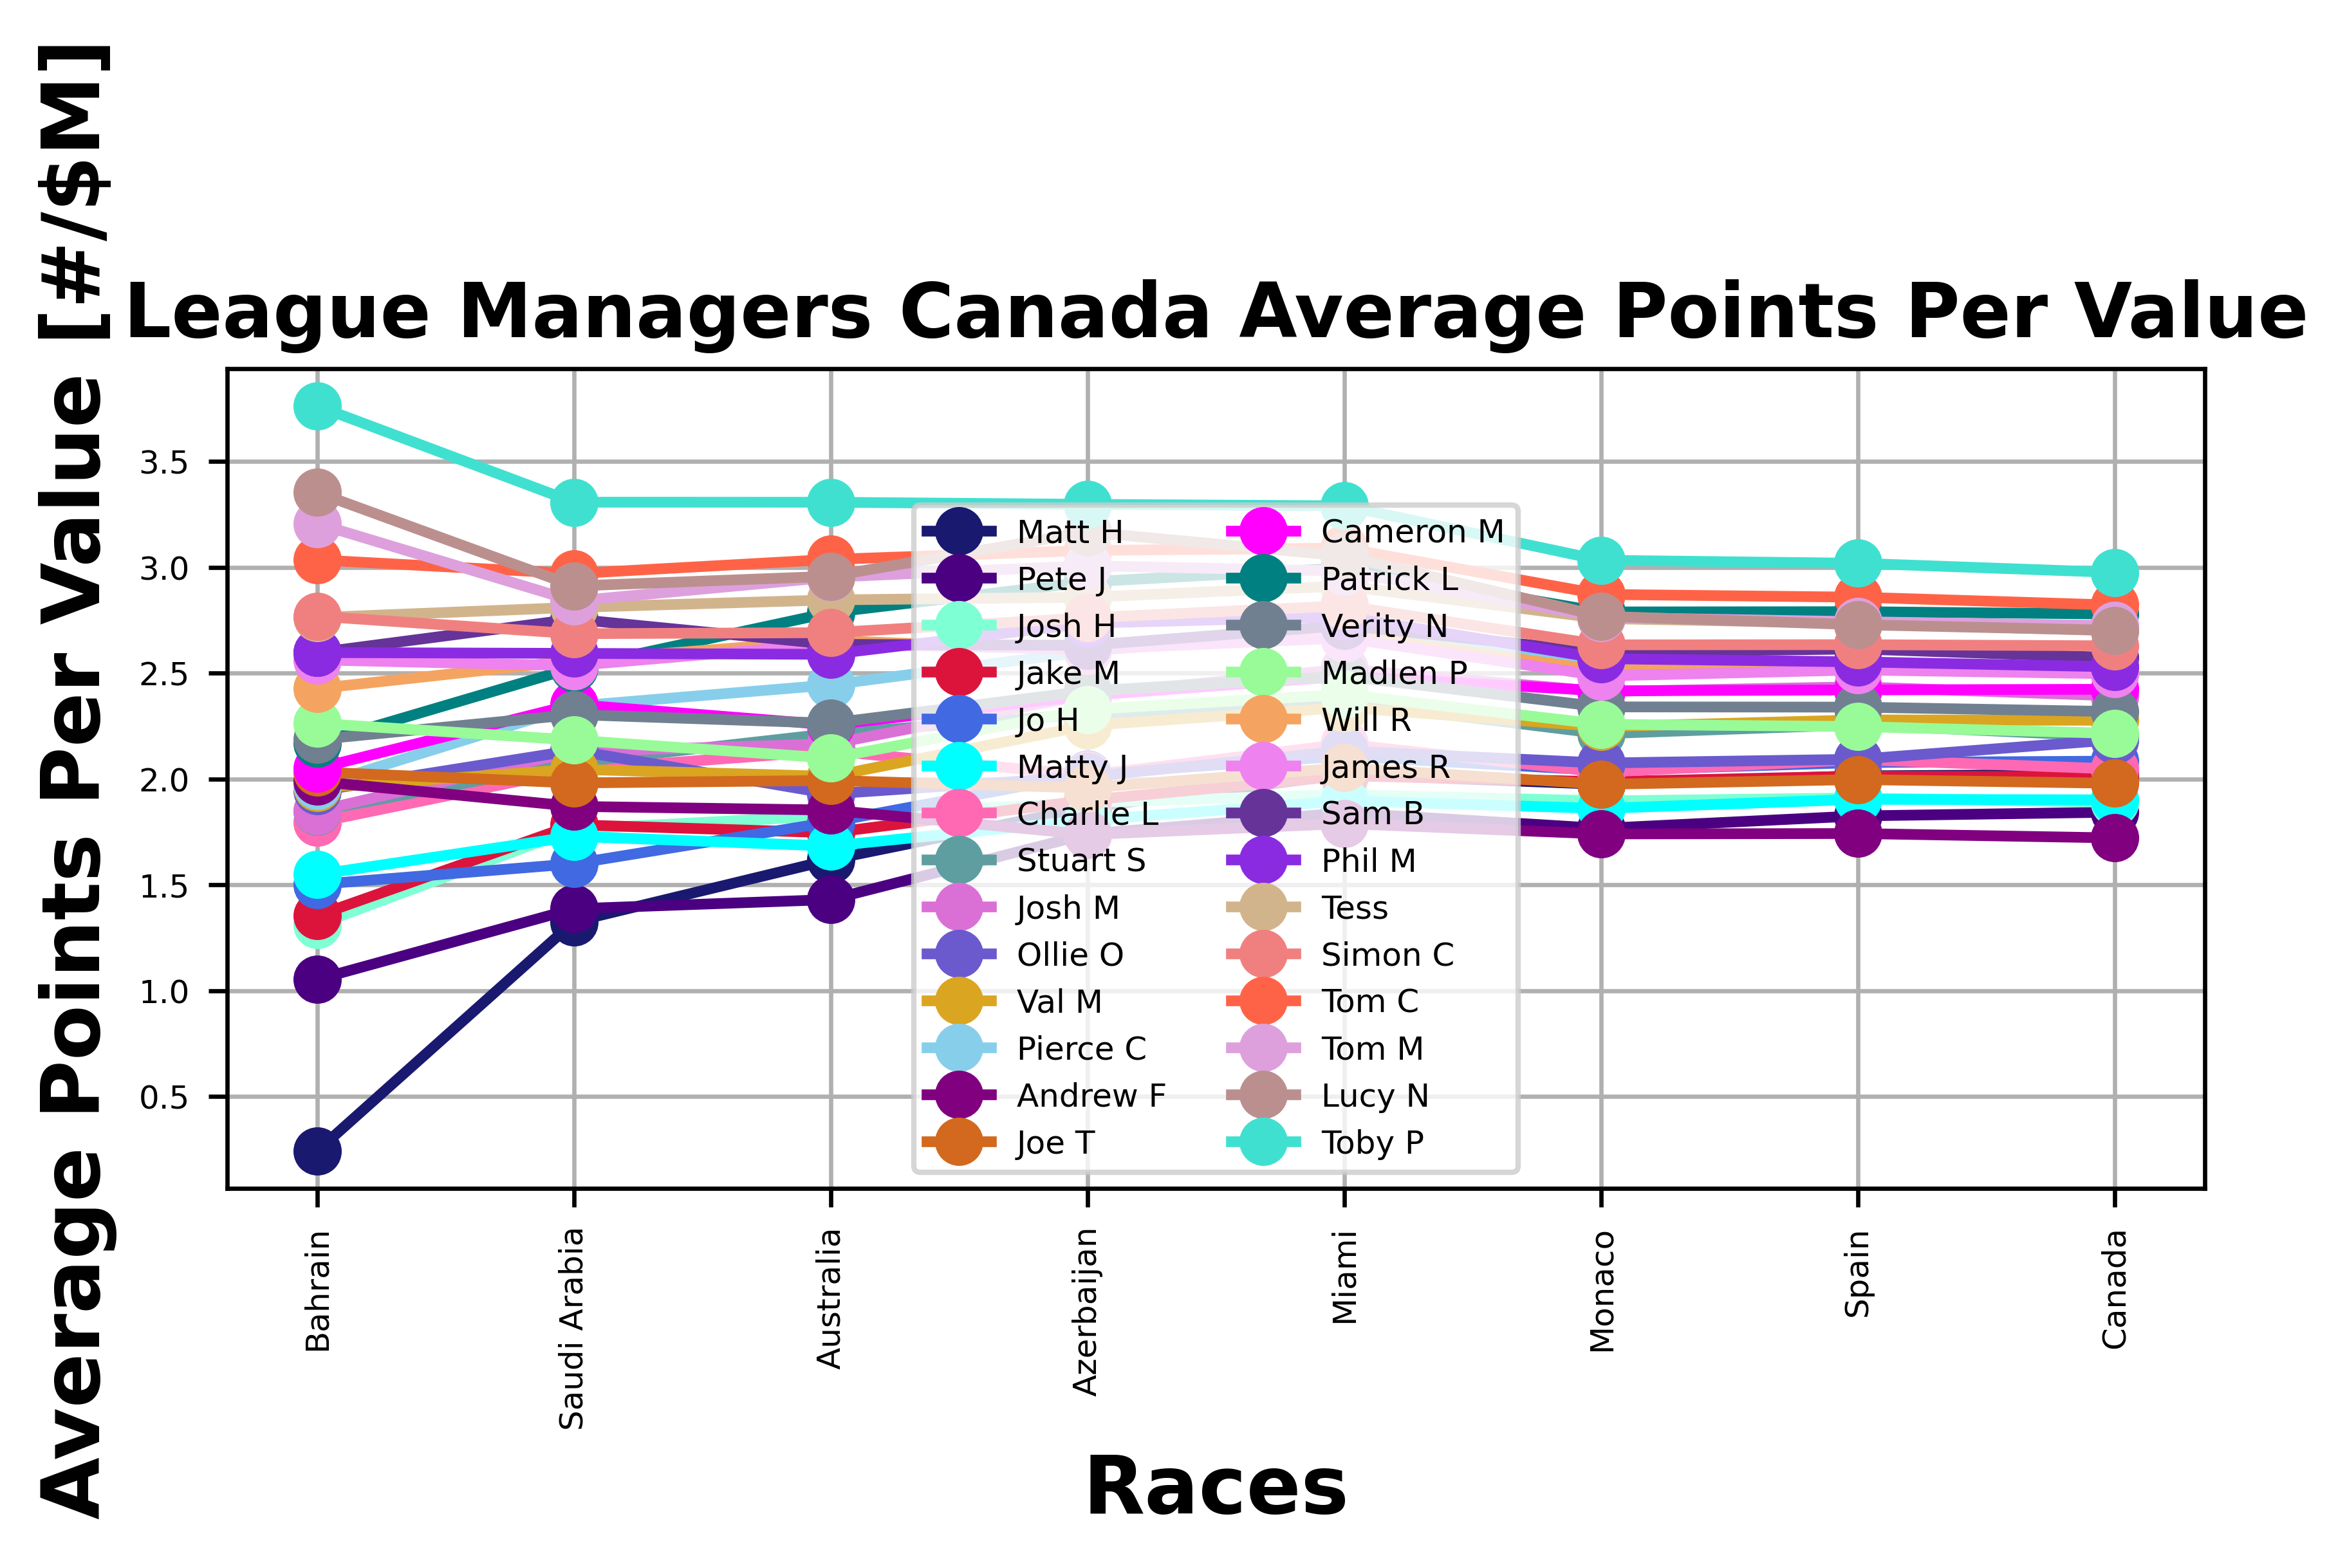 League Managers Canada Average Points Per Value
Average Points Per Value [#/$M]
3.5
3.0
2.5
2.0
1.5
1.0
0.5
Matt H
Pete J
Josh H
Jake M
Jo H
Matty J
Charlie L
Stuart S
Josh M
Ollie O
Val M
Pierce C
Andrew F
Joe T
Cameron M
Patrick L
Verity N
Madlen P
Will R
James R
Sam B
Phil M
Tess
Simon C
Tom C
Tom M
Lucy N
Toby P
Bahrain
Saudi Arabia
Australia
Azerbaijan
Miami
Monaco
Spain
Canada
Races